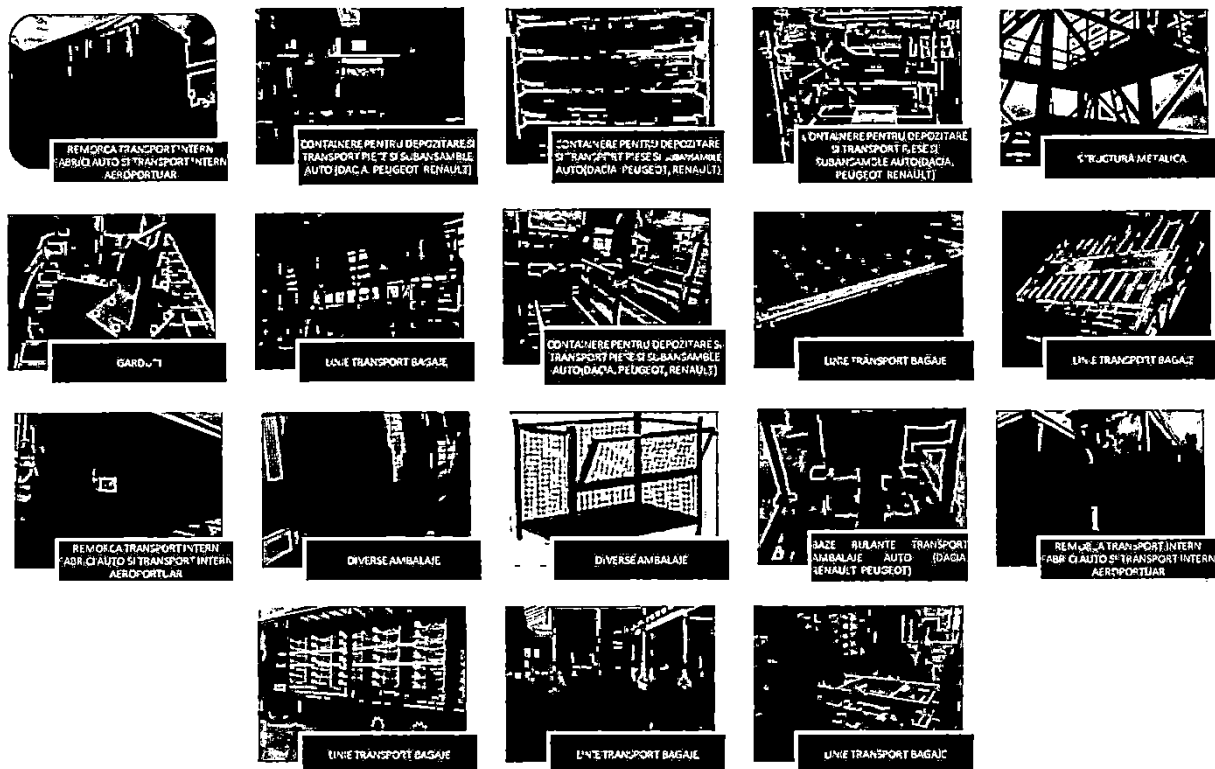 REMORCA TRANSPORT INTERN
FABRICI AUTO SI TRANSPORT INTERN
AEROPORTUAR
CONTAINERE PENTRU DEPOZITARE SI
TRANSPORT PIESE SI SUBANSAMBLE
AUTO (DACIA, PEUGEOT, RENAULT)
CONTAINERE PENTRU DEPOZITARE
SI TRANSPORT PIESE SI SUBANSAMBLE
AUTO(DACIA, PEUGEOT, RENAULT)
CONTAINERE PENTRU DEPOZITARE
SI TRANSPORT PIESE SI
SUBANSAMBLE AUTO(DACIA,
PEUGEOT, RENAULT)
STRUCTURA METALICA
GARDURI
LINIE TRANSPORT BAGAJE
CONTAINERE PENTRU DEPOZITARE SI
TRANSPORT PIESE SI SUBANSAMBLE
AUTO(DACIA, PEUGEOT, RENAULT)
LINIE TRANSPORT BAGAJE
LINIE TRANSPORT BAGAJE
REMORCA TRANSPORT INTERN
FABRICI AUTO SI TRANSPORT INTERN
AEROPORTUAR
DIVERSE AMBALAJE
DIVERSE AMBALAJE
BAZE RULANTE TRANSPORT
AMBALAJE AUTO (DACIA,
RENAULT, PEUGEOT)
REMORCA TRANSPORT INTERN
FABRICI AUTO SI TRANSPORT INTERN
AEROPORTUAR
LINIE TRANSPORT BAGAJE
LINIE TRANSPORT BAGAJE
LINIE TRANSPORT BAGAJE